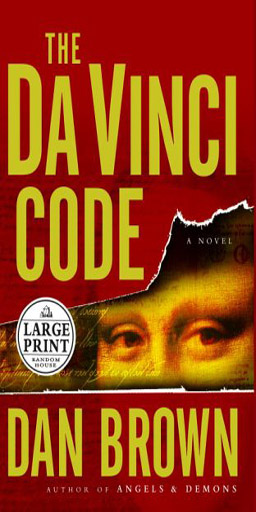 THE
DA VINCI
CODE
A NOVEL
LARGE
PRINT
RANDOM
HOUSE
DAN BROWN
AUTHOR OF ANGELS & DEMONS